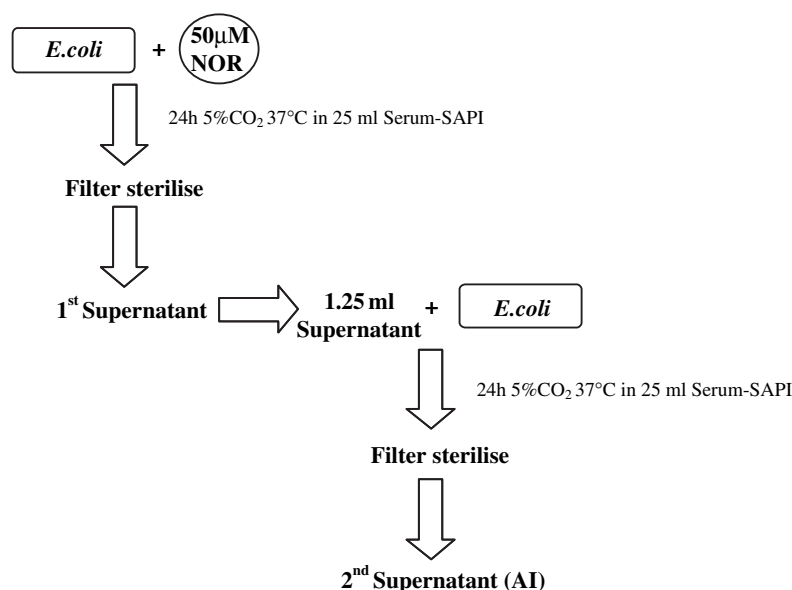 E.coli + 50μM
NOR
24h 5%CO₂ 37°C in 25 ml Serum-SAPI
Filter sterilise
1ˢᵗ Supernatant
1.25 ml
Supernatant
+ E.coli
24h 5%CO₂ 37°C in 25 ml Serum-SAPI
Filter sterilise
2ⁿᵈ Supernatant (AI)